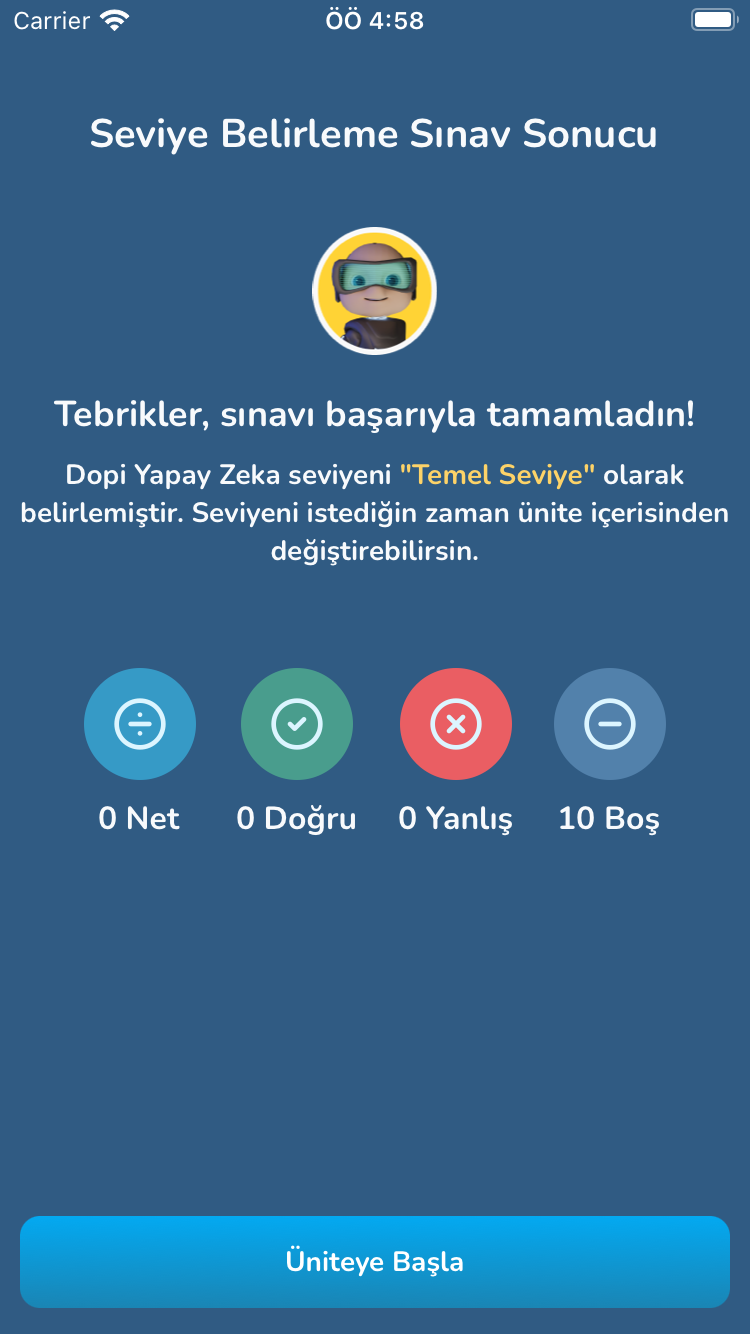 Carrier ÖÖ 4:58
Seviye Belirleme Sınav Sonucu
Tebrikler, sınavı başarıyla tamamladın!
Dopi Yapay Zeka seviyeni "Temel Seviye" olarak
belirlemiştir. Seviyeni istediğin zaman ünite içerisinden
değiştirebilirsin.
0 Net 0 Doğru 0 Yanlış 10 Boş
Üniteye Başla